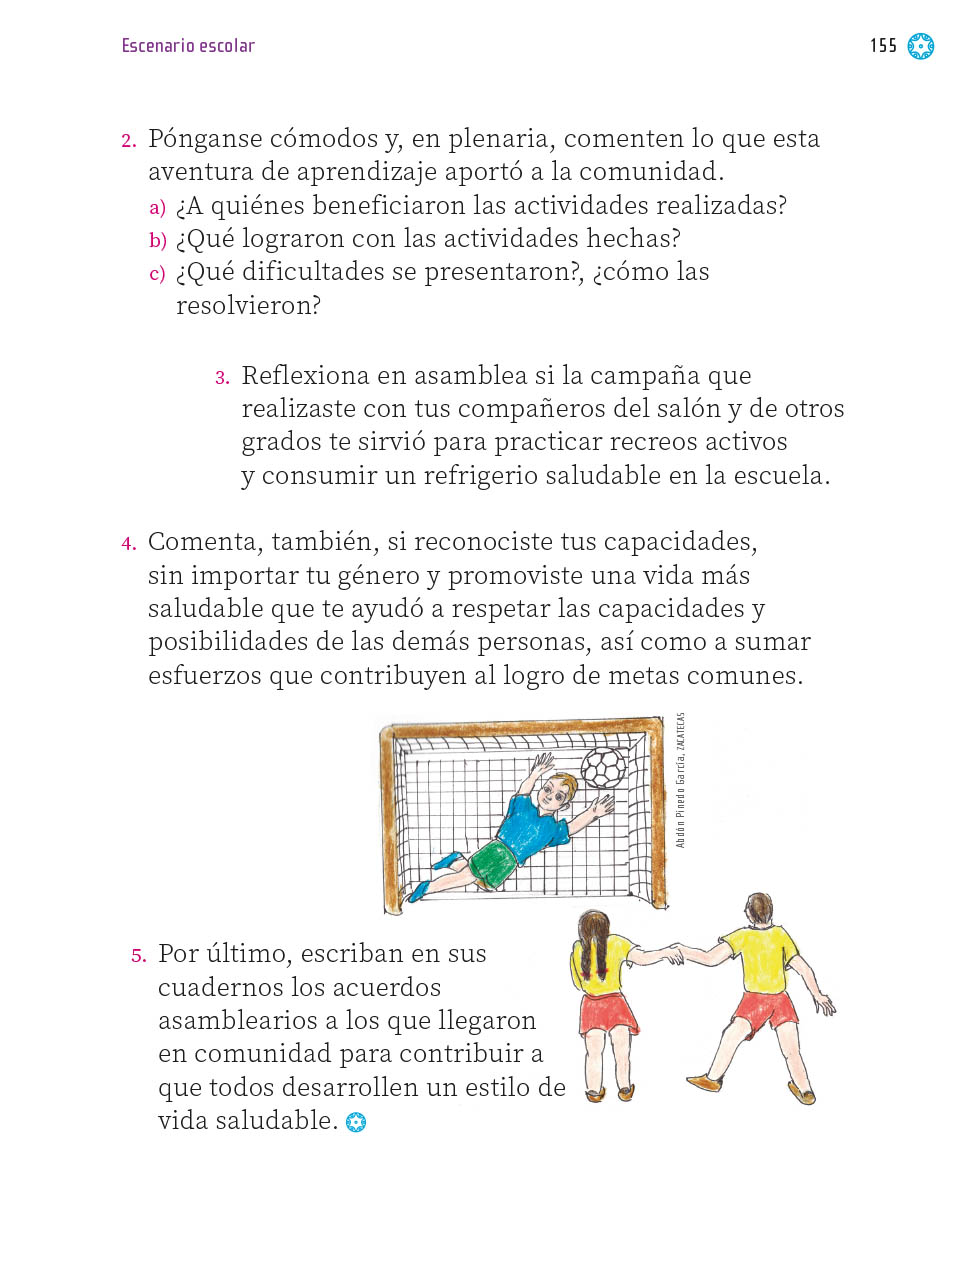 Escenario escolar
155
2. Pónganse cómodos y, en plenaria, comenten lo que esta
aventura de aprendizaje aportó a la comunidad.
a) ¿A quiénes beneficiaron las actividades realizadas?
b) ¿Qué lograron con las actividades hechas?
c) ¿Qué dificultades se presentaron?, ¿cómo las
resolvieron?
3. Reflexiona en asamblea si la campaña que
realizaste con tus compañeros del salón y de otros
grados te sirvió para practicar recreos activos
y consumir un refrigerio saludable en la escuela.
4. Comenta, también, si reconociste tus capacidades,
sin importar tu género y promoviste una vida más
saludable que te ayudó a respetar las capacidades y
posibilidades de las demás personas, así como a sumar
esfuerzos que contribuyen al logro de metas comunes.
Abdón Pinedo García, ZACATECAS
5. Por último, escriban en sus
cuadernos los acuerdos
asamblearios a los que llegaron
en comunidad para contribuir a
que todos desarrollen un estilo de
vida saludable.